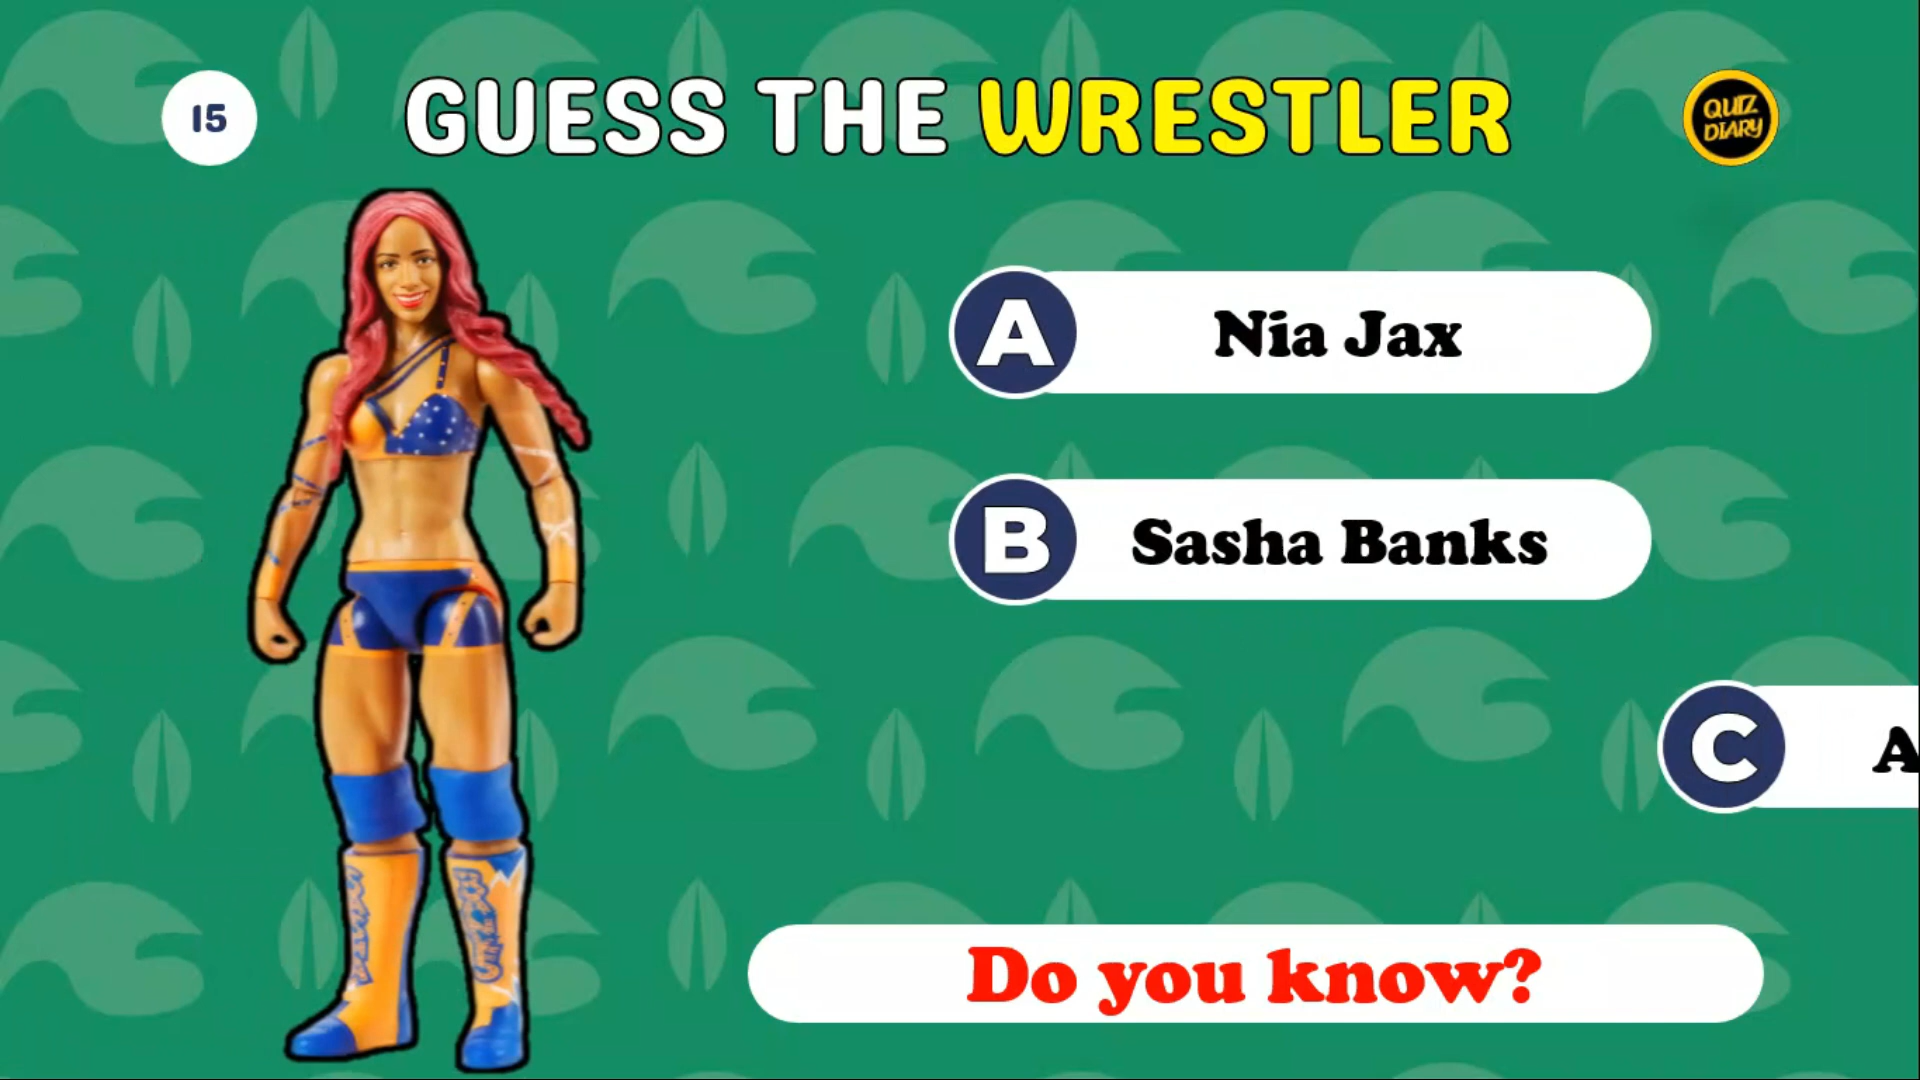 15
GUESS THE WRESTLER
QUIZ
DIARY
A Nia Jax
B Sasha Banks
C A
Do you know?